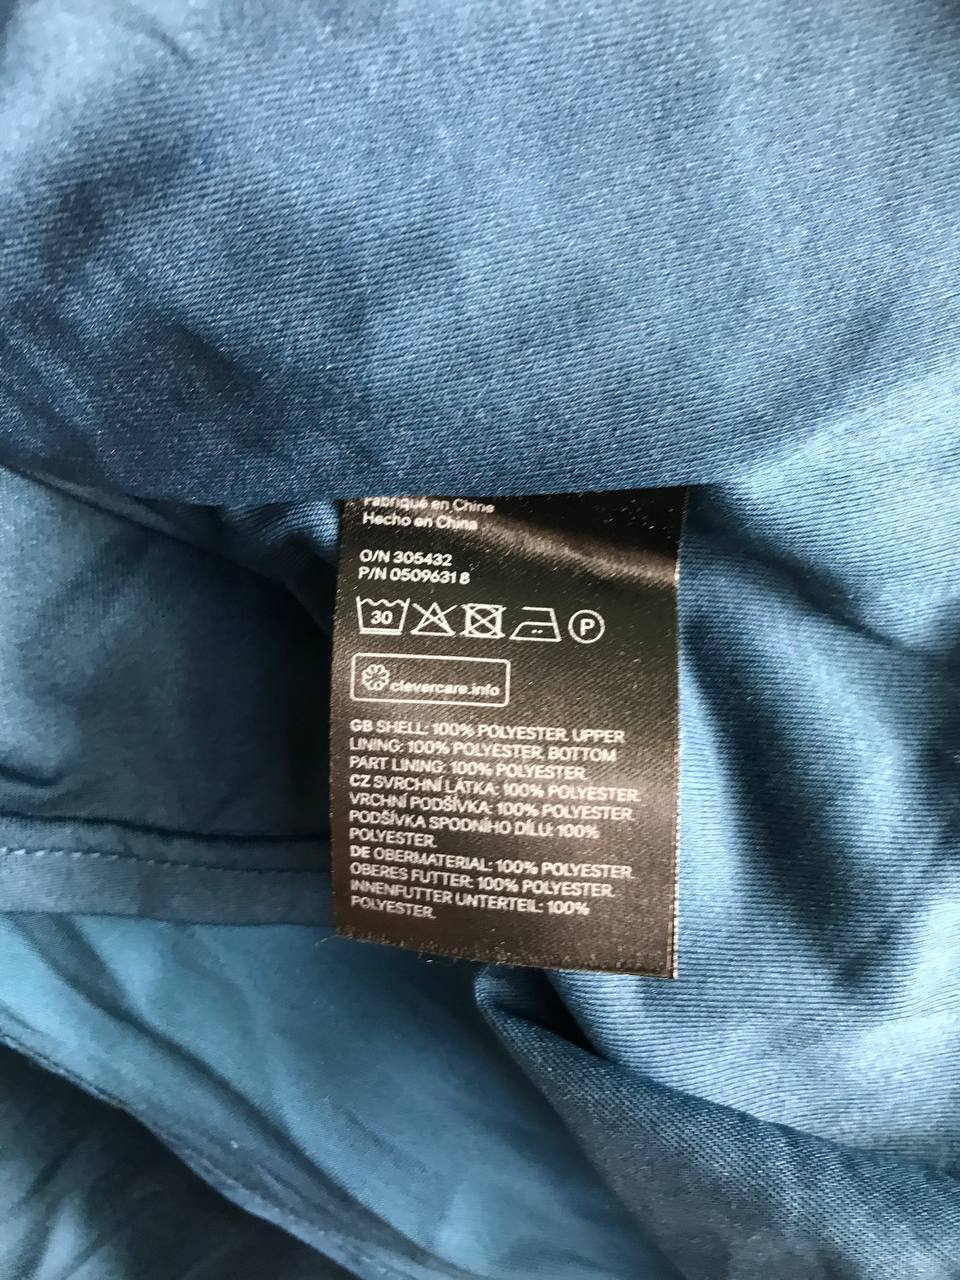 Fabriqué en Chine
Hecho en China
O/N 305432
P/N 05096318
30
P
clevercare.info
GB SHELL: 100% POLYESTER. UPPER
LINING: 100% POLYESTER. BOTTOM
PART LINING: 100% POLYESTER.
CZ SVRCHNÍ LÁTKA: 100% POLYESTER.
VRCHNÍ PODŠÍVKA: 100% POLYESTER.
PODŠÍVKA SPODNÍHO DÍLU: 100%
POLYESTER.
DE OBERMATERIAL: 100% POLYESTER.
OBERES FUTTER: 100% POLYESTER.
INNENFUTTER UNTERTEIL: 100%
POLYESTER.